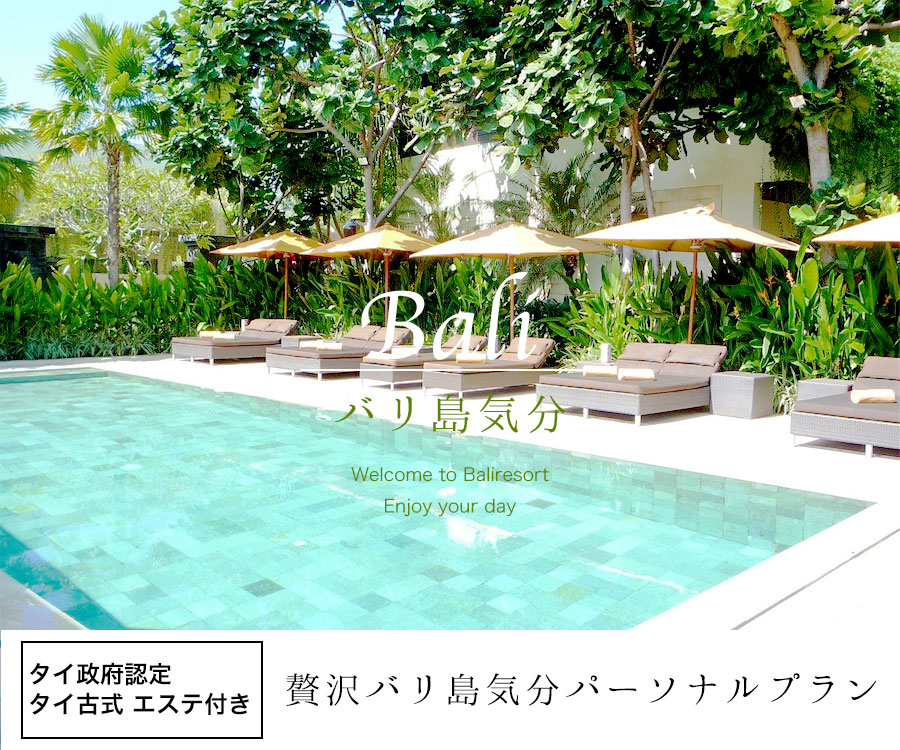 Bali
バリ島気分
Welcome to Baliresort
Enjoy your day
タイ政府認定
タイ古式 エステ付き
贅沢バリ島気分パーソナルプラン